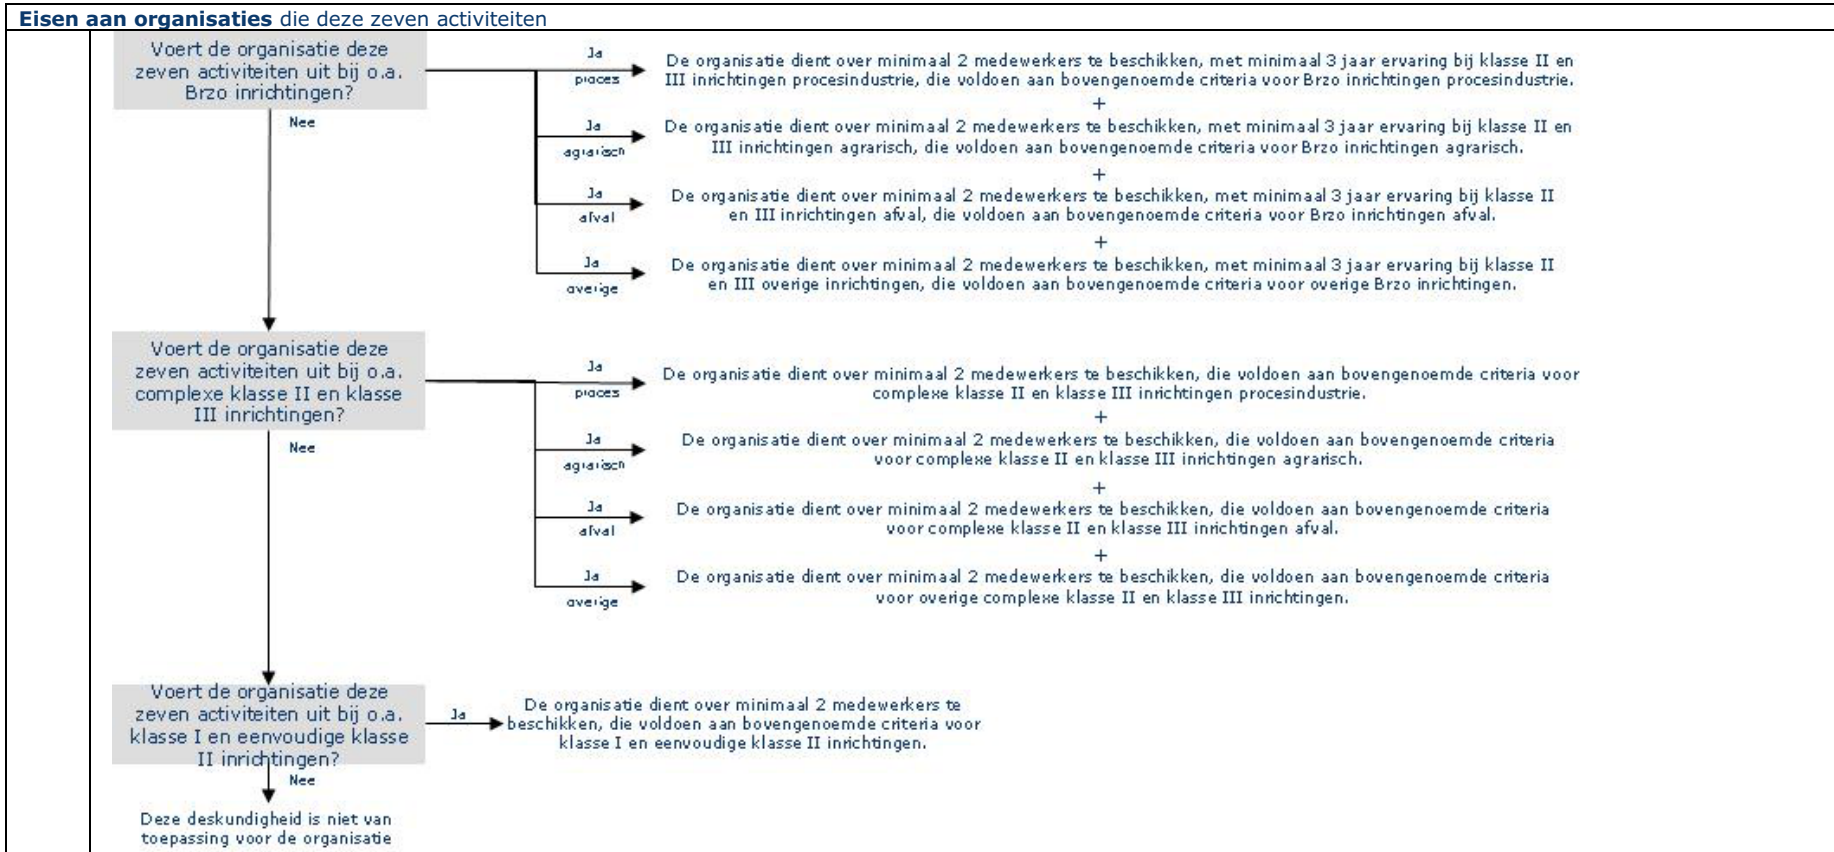 Eisen aan organisaties die deze zeven activiteiten
Voert de organisatie deze
zeven activiteiten uit bij o.a.
Brzo inrichtingen?
Nee
Ja
proces
De organisatie dient over minimaal 2 medewerkers te beschikken, met minimaal 3 jaar ervaring bij klasse II en
III inrichtingen procesindustrie, die voldoen aan bovengenoemde criteria voor Brzo inrichtingen procesindustrie.
+
Ja
agrarisch
De organisatie dient over minimaal 2 medewerkers te beschikken, met minimaal 3 jaar ervaring bij klasse II en
III inrichtingen agrarisch, die voldoen aan bovengenoemde criteria voor Brzo inrichtingen agrarisch.
+
Ja
afval
De organisatie dient over minimaal 2 medewerkers te beschikken, met minimaal 3 jaar ervaring bij klasse II
en III inrichtingen afval, die voldoen aan bovengenoemde criteria voor Brzo inrichtingen afval.
+
Ja
overige
De organisatie dient over minimaal 2 medewerkers te beschikken, met minimaal 3 jaar ervaring bij klasse II
en III overige inrichtingen, die voldoen aan bovengenoemde criteria voor overige Brzo inrichtingen.
Voert de organisatie deze
zeven activiteiten uit bij o.a.
complexe klasse II en klasse
III inrichtingen?
Nee
Ja
proces
De organisatie dient over minimaal 2 medewerkers te beschikken, die voldoen aan bovengenoemde criteria voor
complexe klasse II en klasse III inrichtingen procesindustrie.
+
Ja
agrarisch
De organisatie dient over minimaal 2 medewerkers te beschikken, die voldoen aan bovengenoemde criteria
voor complexe klasse II en klasse III inrichtingen agrarisch.
+
Ja
afval
De organisatie dient over minimaal 2 medewerkers te beschikken, die voldoen aan bovengenoemde criteria
voor complexe klasse II en klasse III inrichtingen afval.
+
Ja
overige
De organisatie dient over minimaal 2 medewerkers te beschikken, die voldoen aan bovengenoemde criteria
voor overige complexe klasse II en klasse III inrichtingen.
Voert de organisatie deze
zeven activiteiten uit bij o.a.
klasse I en eenvoudige klasse
II inrichtingen?
Ja
De organisatie dient over minimaal 2 medewerkers te
beschikken, die voldoen aan bovengenoemde criteria voor
klasse I en eenvoudige klasse II inrichtingen.
Nee
Deze deskundigheid is niet van
toepassing voor de organisatie